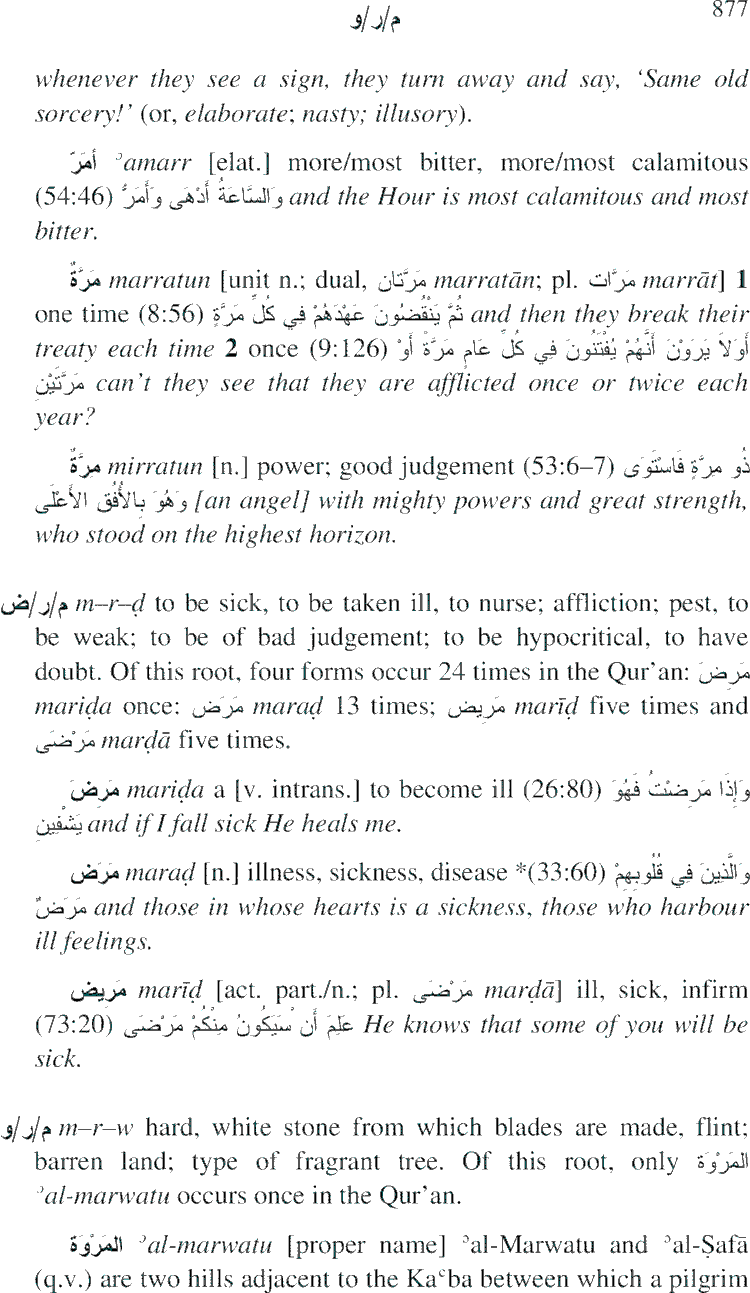 م/ر/و 877
whenever they see a sign, they turn away and say, ‘Same old
sorcery!’ (or, elaborate; nasty; illusory).
أمَرّ ʾamarr [elat.] more/most bitter, more/most calamitous
(54:46) وَالسَّاعَةُ أَدْهَى وَأَمَرُّ and the Hour is most calamitous and most
bitter.
مَرَّةٌ marratun [unit n.; dual, مَرَّتان marratān; pl. مَرَّات marrāt] 1
one time (8:56) ثُمَّ يَنْقُضُونَ عَهْدَهُمْ فِي كُلِّ مَرَّةٍ and then they break their
treaty each time 2 once (9:126) أَوَلاَ يَرَوْنَ أَنَّهُمْ يُفْتَنُونَ فِي كُلِّ عَامٍ مَرَّةً أَوْ
مَرَّتَيْنِ can’t they see that they are afflicted once or twice each
year?
مِرَّةٌ mirratun [n.] power; good judgement (53:6–7) ذُو مِرَّةٍ فَاسْتَوَى
وَهُوَ بِالأُفُقِ الأَعْلَى [an angel] with mighty powers and great strength,
who stood on the highest horizon.
م/ر/ض m–r–ḍ to be sick, to be taken ill, to nurse; affliction; pest, to
be weak; to be of bad judgement; to be hypocritical, to have
doubt. Of this root, four forms occur 24 times in the Qur’an: مَرِضَ
mariḍa once: مَرَض maraḍ 13 times; مَرِيض marīḍ five times and
مَرْضَى marḍā five times.
مَرِضَ mariḍa a [v. intrans.] to become ill (26:80) وَإِذَا مَرِضْتُ فَهُوَ
يَشْفِينِ and if I fall sick He heals me.
مَرَض maraḍ [n.] illness, sickness, disease *(33:60) وَالَّذِينَ فِي قُلُوبِهِمْ
مَرَضٌ and those in whose hearts is a sickness, those who harbour
ill feelings.
مَرِيض marīḍ [act. part./n.; pl. مَرْضَى marḍā] ill, sick, infirm
(73:20) عَلِمَ أَن سَيَكُونُ مِنْكُمْ مَرْضَى He knows that some of you will be
sick.
م/ر/و m–r–w hard, white stone from which blades are made, flint;
barren land; type of fragrant tree. Of this root, only المَرْوَة
ʾal-marwatu occurs once in the Qur’an.
المَرْوَة ʾal-marwatu [proper name] ʾal-Marwatu and ʾal-Ṣafā
(q.v.) are two hills adjacent to the Kaʿba between which a pilgrim